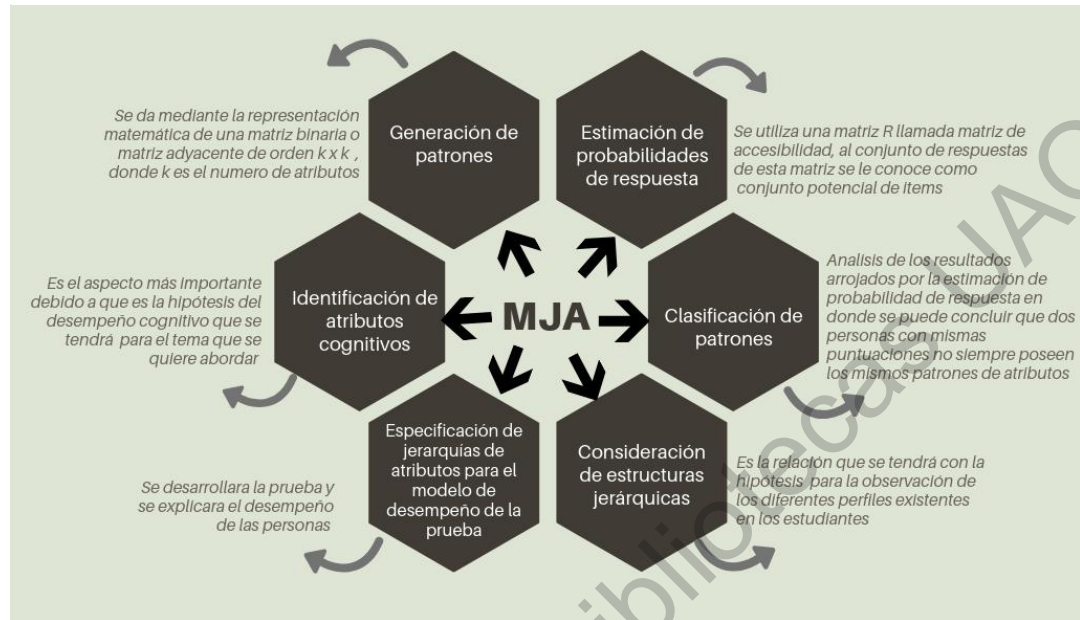 Generación de
patrones
Se da mediante la representación
matemática de una matriz binaria o
matriz adyacente de orden k x k ,
donde k es el numero de atributos
Estimación de
probabilidades
de respuesta
Se utiliza una matriz R llamada matriz de
accesibilidad, al conjunto de respuestas
de esta matriz se le conoce como
conjunto potencial de items
Identificación de
atributos
cognitivos
Es el aspecto más importante
debido a que es la hipótesis del
desempeño cognitivo que se
tendrá para el tema que se
quiere abordar
MJA
Clasificación de
patrones
Analisis de los resultados
arrojados por la estimación de
probabilidad de respuesta en
donde se puede concluir que dos
personas con mismas
puntuaciones no siempre poseen
los mismos patrones de atributos
Especificación de
jerarquías de
atributos para el
modelo de
desempeño de la
prueba
Se desarrollara la prueba y
se explicara el desempeño
de las personas
Consideración
de estructuras
jerárquicas
Es la relación que se tendrá con la
hipótesis para la observación de
los diferentes perfiles existentes
en los estudiantes